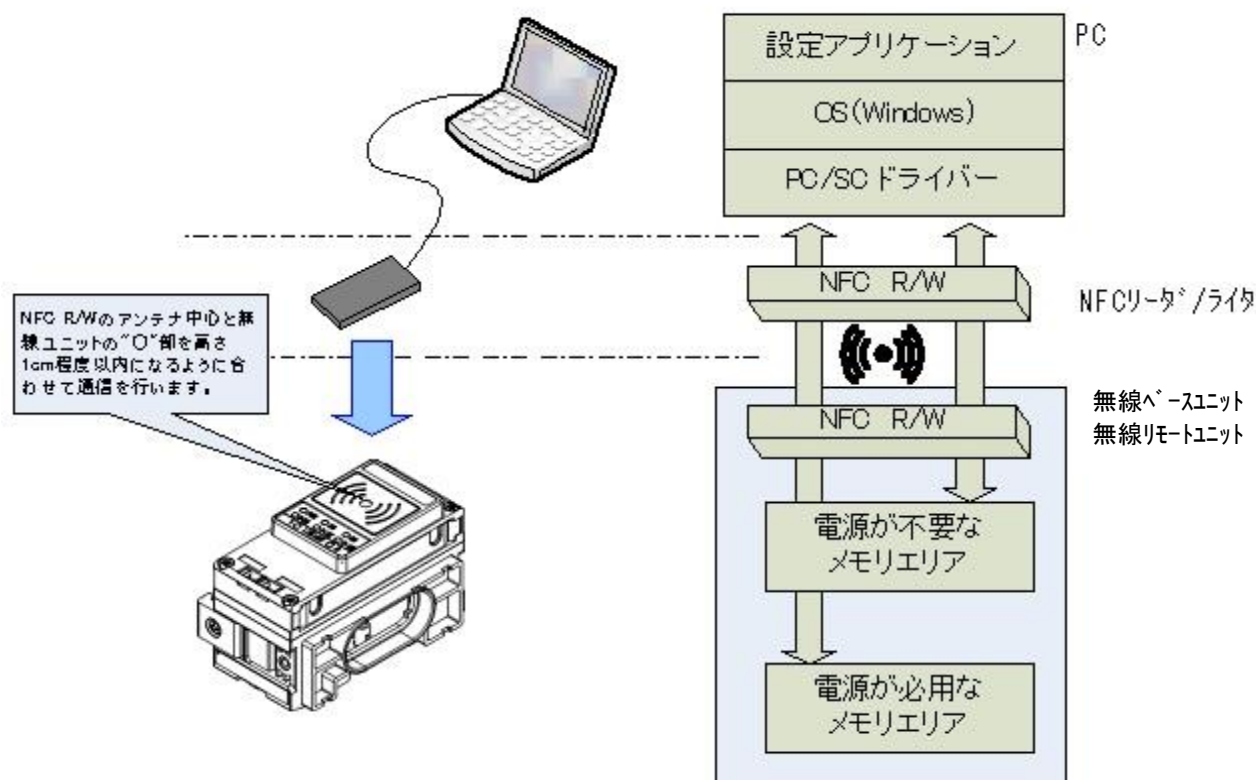 設定アプリケーション
PC
OS(Windows)
PC/SC ドライバー
NFC R/W
NFCリーダ/ライタ
NFC R/Wのアンテナ中心と無
線ユニットの"○"部を高さ
1cm程度以内になるように合
わせて通信を行います。
無線ベースユニット
NFC R/W
無線リモートユニット
電源が不要な
メモリエリア
電源が必用な
メモリエリア